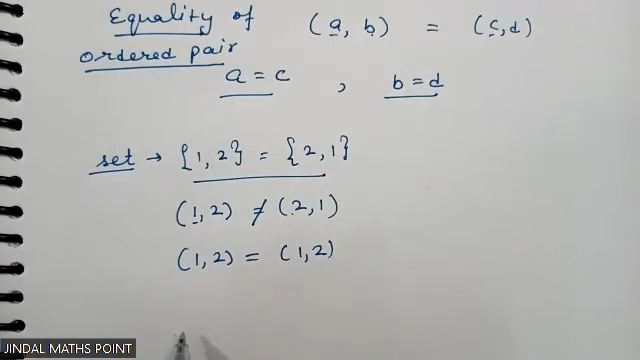 Equality of (a, b) = (c, d)
ordered pair
a = c , b = d
set → {1, 2} = {2, 1}
(1, 2) ≠ (2, 1)
(1, 2) = (1, 2)
JINDAL MATHS POINT